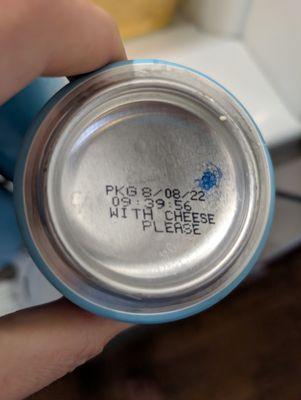 PKG 8/08/22
09:39:56
WITH CHEESE
PLEASE